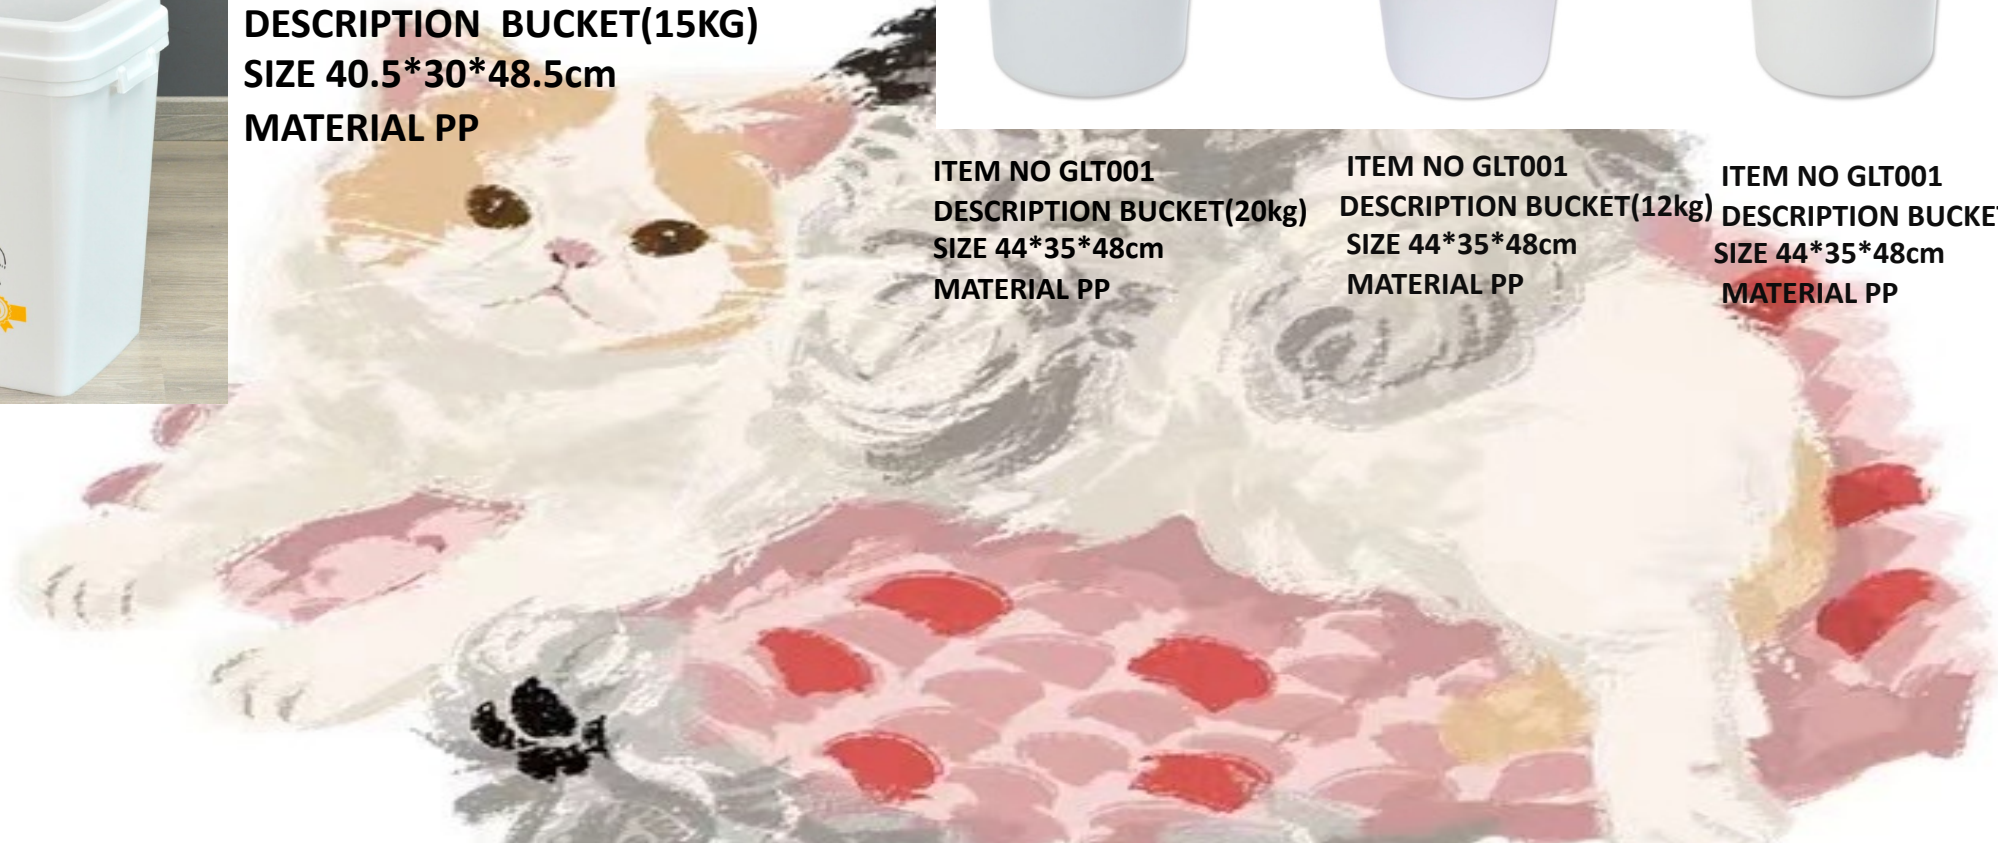 DESCRIPTION BUCKET(15KG)
SIZE 40.5*30*48.5cm
MATERIAL PP
ITEM NO GLT001
DESCRIPTION BUCKET(20kg)
SIZE 44*35*48cm
MATERIAL PP
ITEM NO GLT001
DESCRIPTION BUCKET(12kg)
SIZE 44*35*48cm
MATERIAL PP
ITEM NO GLT001
DESCRIPTION BUCKE
SIZE 44*35*48cm
MATERIAL PP